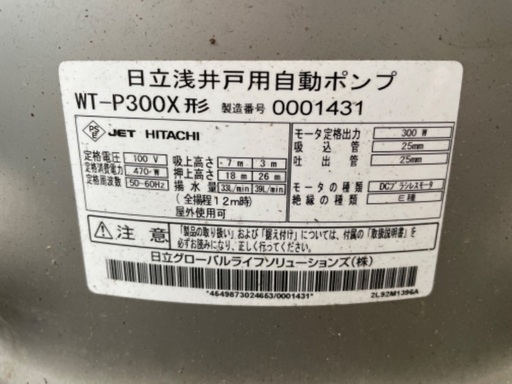 日立浅井戸用自動ポンプ
WT-P300X形 製造番号 0001431
PSE JET HITACHI
定格電圧 100 V
定格消費電力 470 W
定格周波数 50-60Hz
吸上高さ - 7 m 3 m
押上高さ 18 m 26 m
揚水量 33L/min 39L/min
(全揚程12m時)
屋外使用可
モータ定格出力 300 W
吸込管 25mm
吐出管 25mm
モータの種類 DCブラシレスモータ
絶縁の種類 E種
注意 「製品の取り扱い」および「据え付け」については、付属の「取扱説明書」
をお読みになり、正しく行ってください。
日立グローバルライフソリューションズ(株)
*4549873024653/0001431*
2L92M1396A